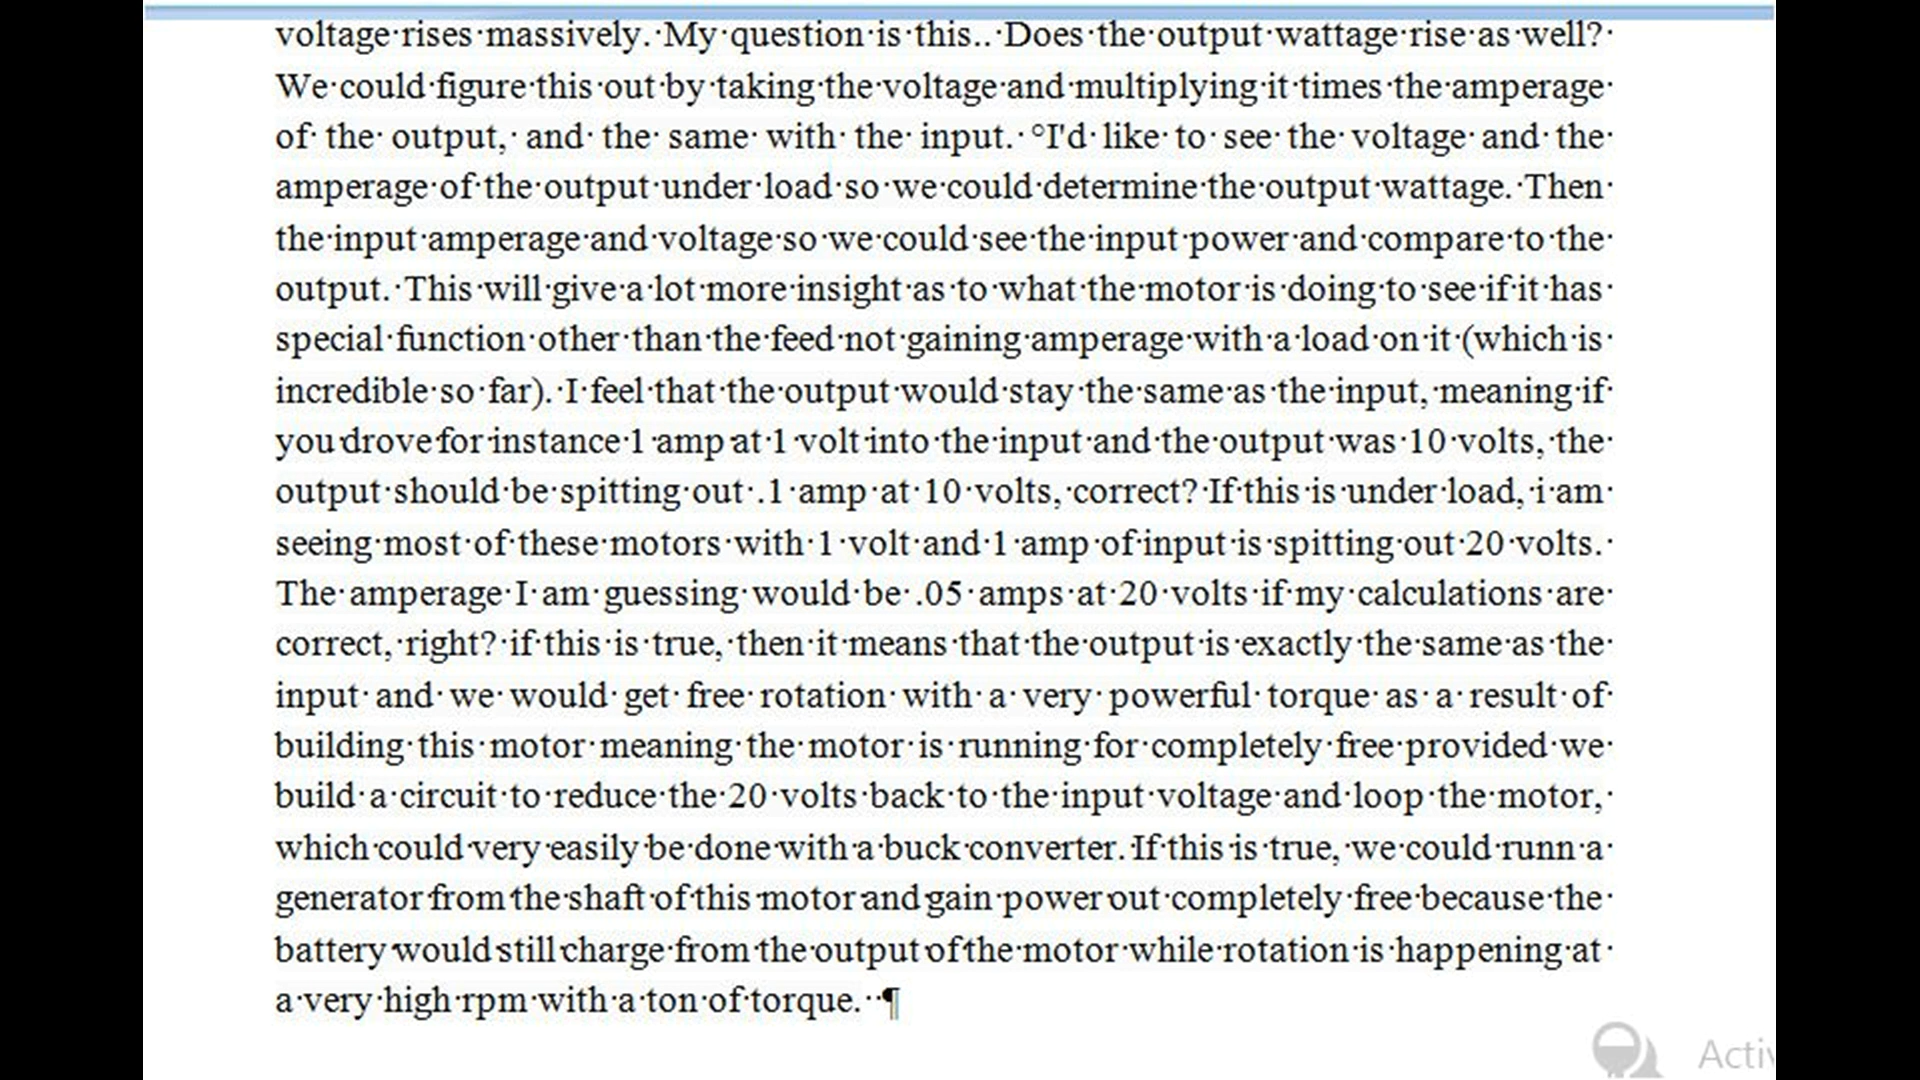 voltage rises massively. My question is this.. Does the output wattage rise as well?
We could figure this out by taking the voltage and multiplying it times the amperage
of the output, and the same with the input. °I'd like to see the voltage and the
amperage of the output under load so we could determine the output wattage. Then
the input amperage and voltage so we could see the input power and compare to the
output. This will give a lot more insight as to what the motor is doing to see if it has
special function other than the feed not gaining amperage with a load on it (which is
incredible so far). I feel that the output would stay the same as the input, meaning if
you drove for instance 1 amp at 1 volt into the input and the output was 10 volts, the
output should be spitting out .1 amp at 10 volts, correct? If this is under load, i am
seeing most of these motors with 1 volt and 1 amp of input is spitting out 20 volts.
The amperage I am guessing would be .05 amps at 20 volts if my calculations are
correct, right? if this is true, then it means that the output is exactly the same as the
input and we would get free rotation with a very powerful torque as a result of
building this motor meaning the motor is running for completely free provided we
build a circuit to reduce the 20 volts back to the input voltage and loop the motor,
which could very easily be done with a buck converter. If this is true, we could runn a
generator from the shaft of this motor and gain power out completely free because the
battery would still charge from the output of the motor while rotation is happening at
a very high rpm with a ton of torque. ¶
Activ